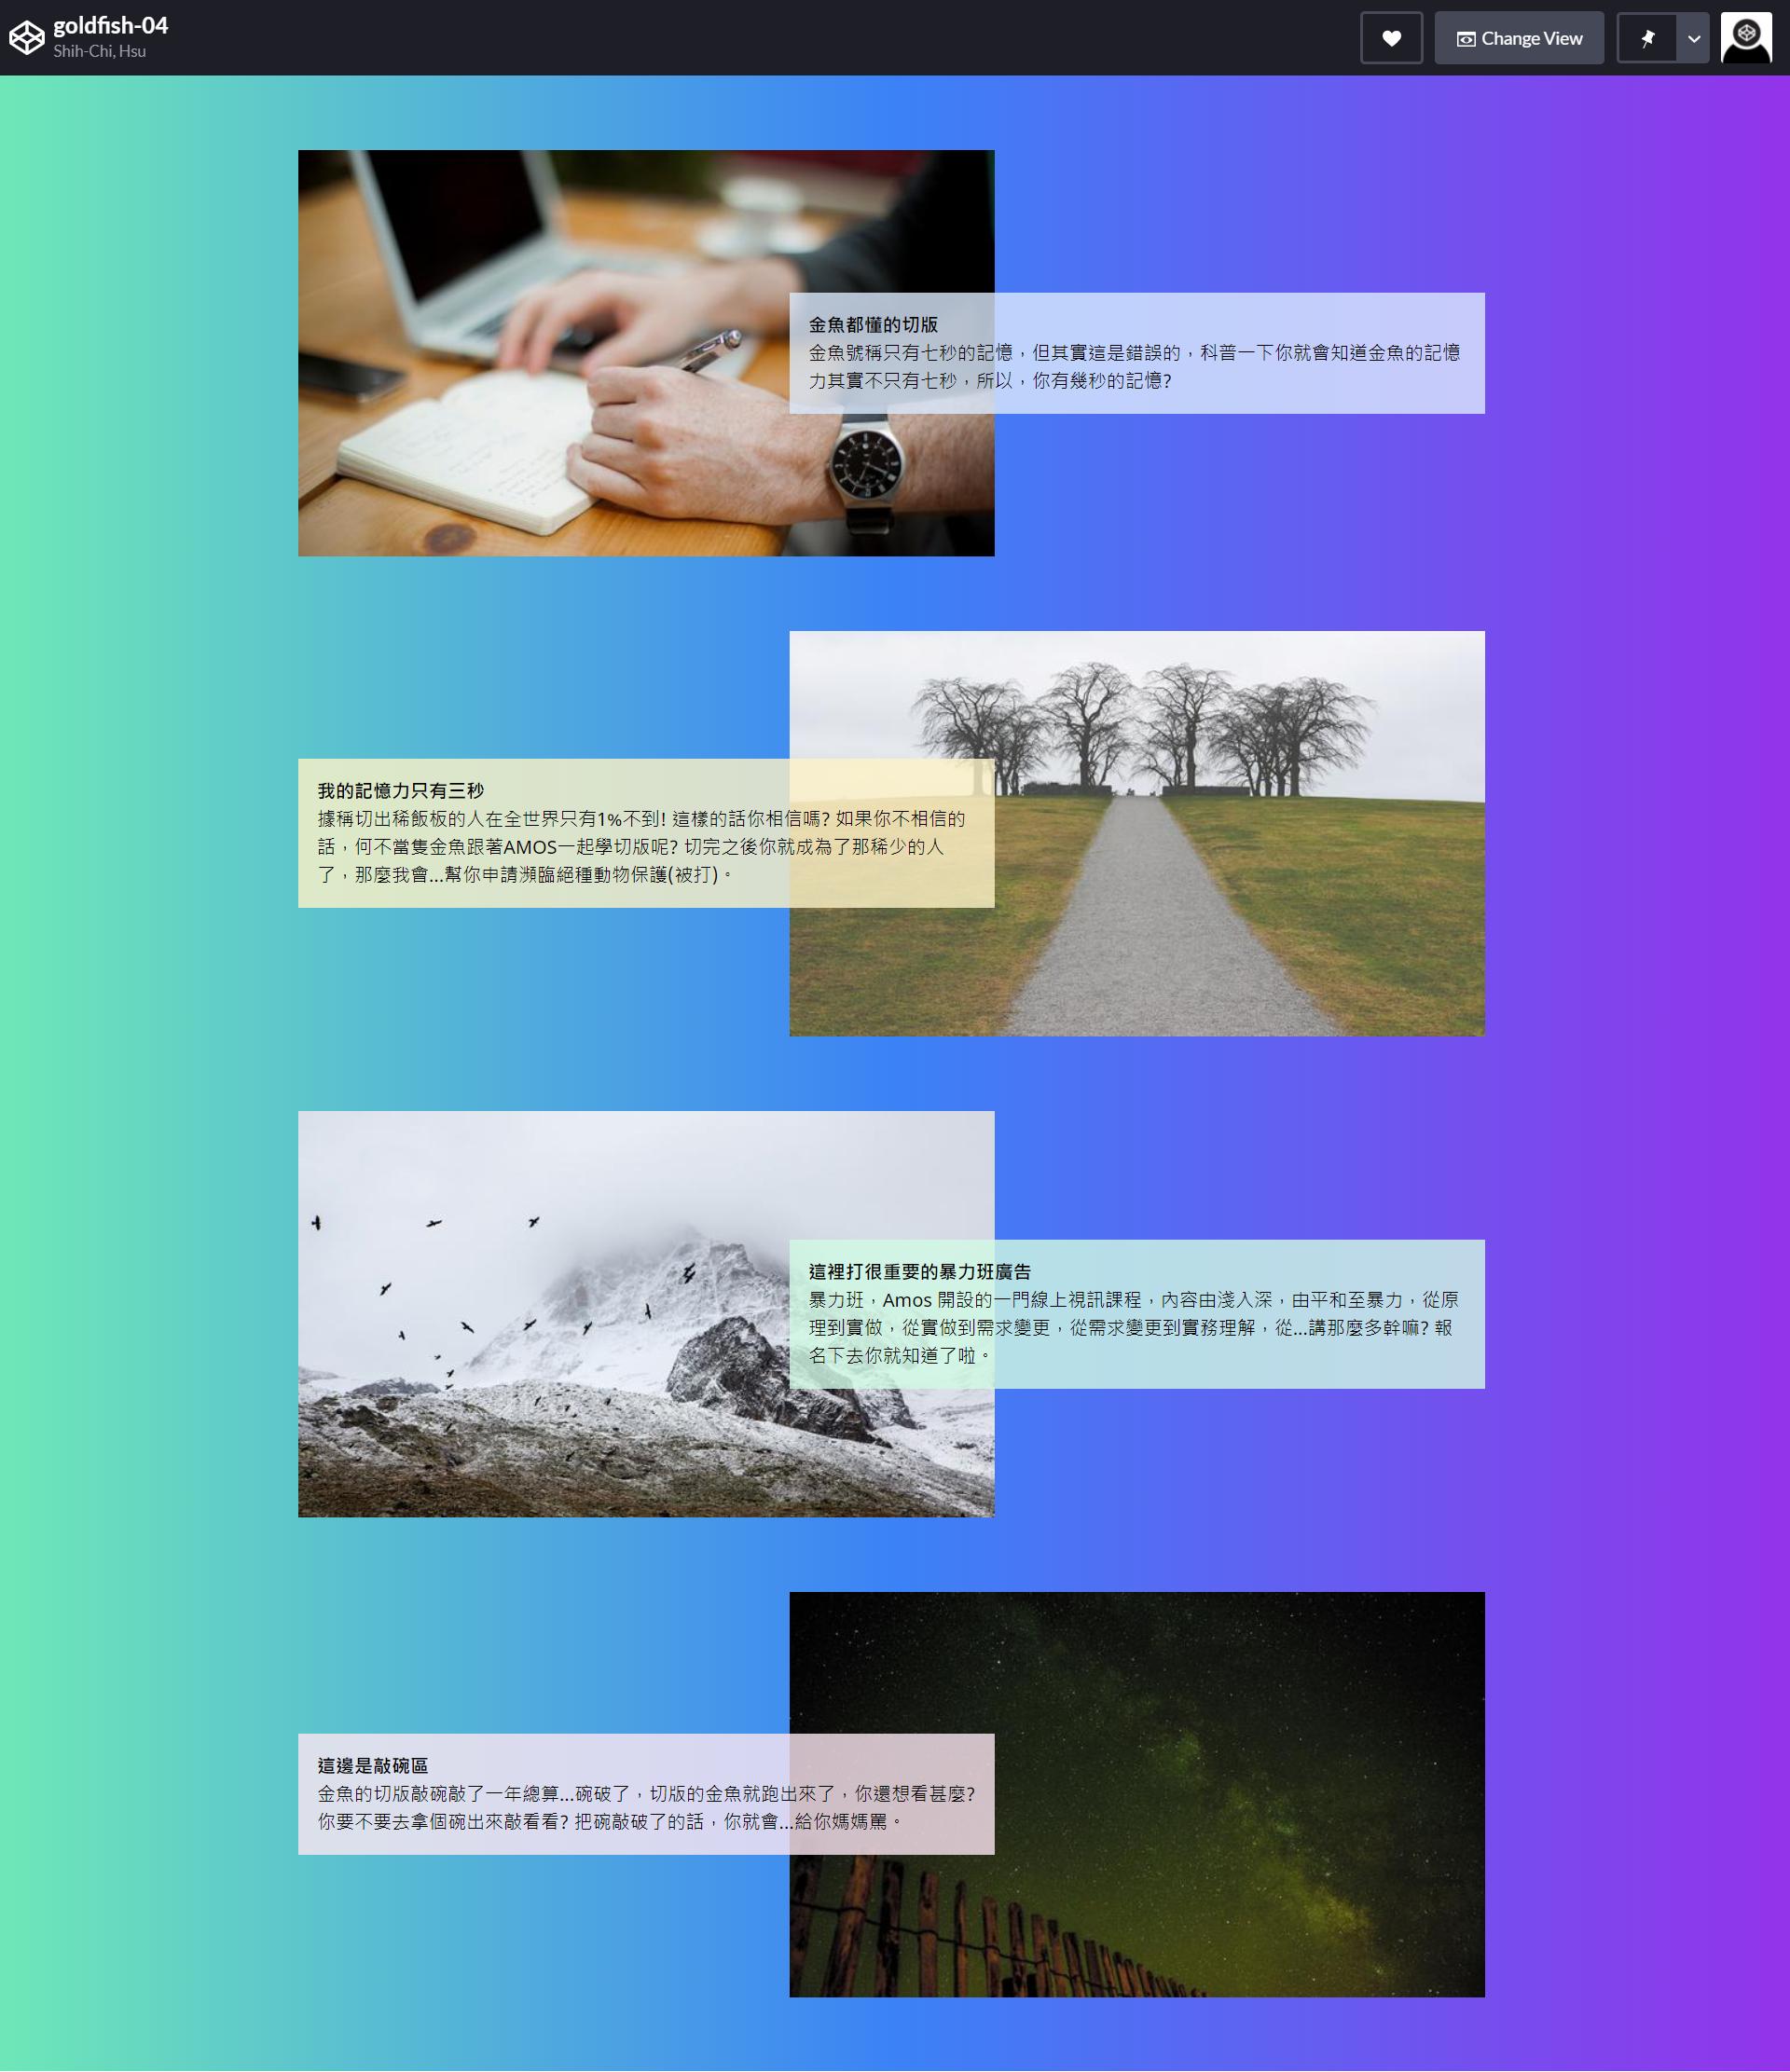 goldfish-04
Shih-Chi, Hsu
Change View
金魚都懂的切版
金魚號稱只有七秒的記憶，但其實這是錯誤的，科普一下你就會知道金魚的記憶
力其實不只有七秒，所以，你有幾秒的記憶?
我的記憶力只有三秒
據稱切出稀飯板的人在全世界只有1%不到! 這樣的話你相信嗎? 如果你不相信的
話，何不當隻金魚跟著AMOS一起學切版呢? 切完之後你就成為了那稀少的人
了，那麼我會...幫你申請瀕臨絕種動物保護(被打)。
這裡打很重要的暴力班廣告
暴力班，Amos 開設的一門線上視訊課程，內容由淺入深，由平和至暴力，從原
理到實做，從實做到需求變更，從需求變更到實務理解，從...講那麼多幹嘛? 報
名下去你就知道了啦。
這邊是敲碗區
金魚的切版敲碗敲了一年總算...碗破了，切版的金魚就跑出來了，你還想看甚麼?
你要不要去拿個碗出來敲看看? 把碗敲破了的話，你就會...給你媽媽罵。